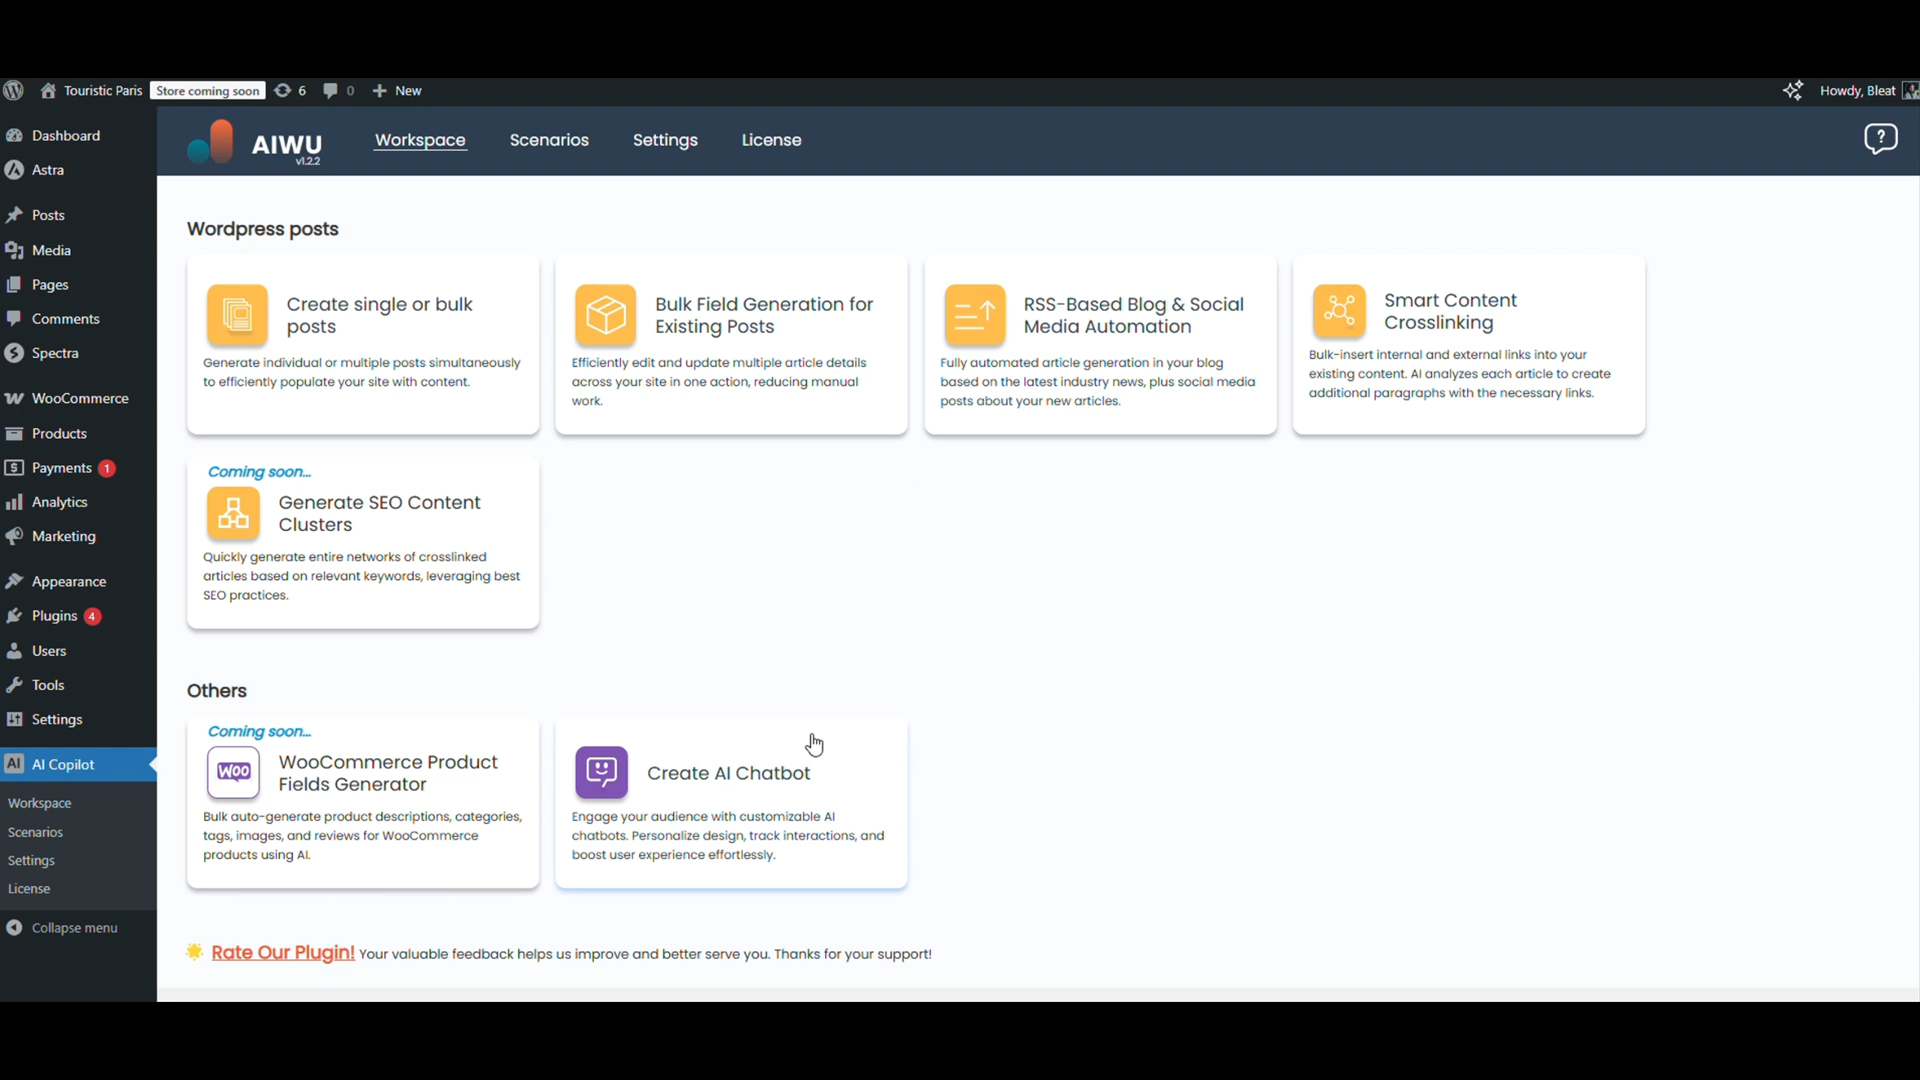 Touristic Paris Store coming soon 6 0 New Howdy, Bleat
Dashboard
Astra
Posts
Media
Pages
Comments
Spectra
WooCommerce
Products
Payments 1
Analytics
Marketing
Appearance
Plugins 4
Users
Tools
Settings
AI AI Copilot
Workspace
Scenarios
Settings
License
Collapse menu
AIWU
v1.2.2
Workspace Scenarios Settings License ?
Wordpress posts
Create single or bulk
posts
Generate individual or multiple posts simultaneously
to efficiently populate your site with content.
Bulk Field Generation for
Existing Posts
Efficiently edit and update multiple article details
across your site in one action, reducing manual
work.
RSS-Based Blog & Social
Media Automation
Fully automated article generation in your blog
based on the latest industry news, plus social media
posts about your new articles.
Smart Content
Crosslinking
Bulk-insert internal and external links into your
existing content. AI analyzes each article to create
additional paragraphs with the necessary links.
Coming soon...
Generate SEO Content
Clusters
Quickly generate entire networks of crosslinked
articles based on relevant keywords, leveraging best
SEO practices.
Others
Coming soon...
WOO
WooCommerce Product
Fields Generator
Bulk auto-generate product descriptions, categories,
tags, images, and reviews for WooCommerce
products using AI.
Create AI Chatbot
Engage your audience with customizable AI
chatbots. Personalize design, track interactions, and
boost user experience effortlessly.
Rate Our Plugin! Your valuable feedback helps us improve and better serve you. Thanks for your support!